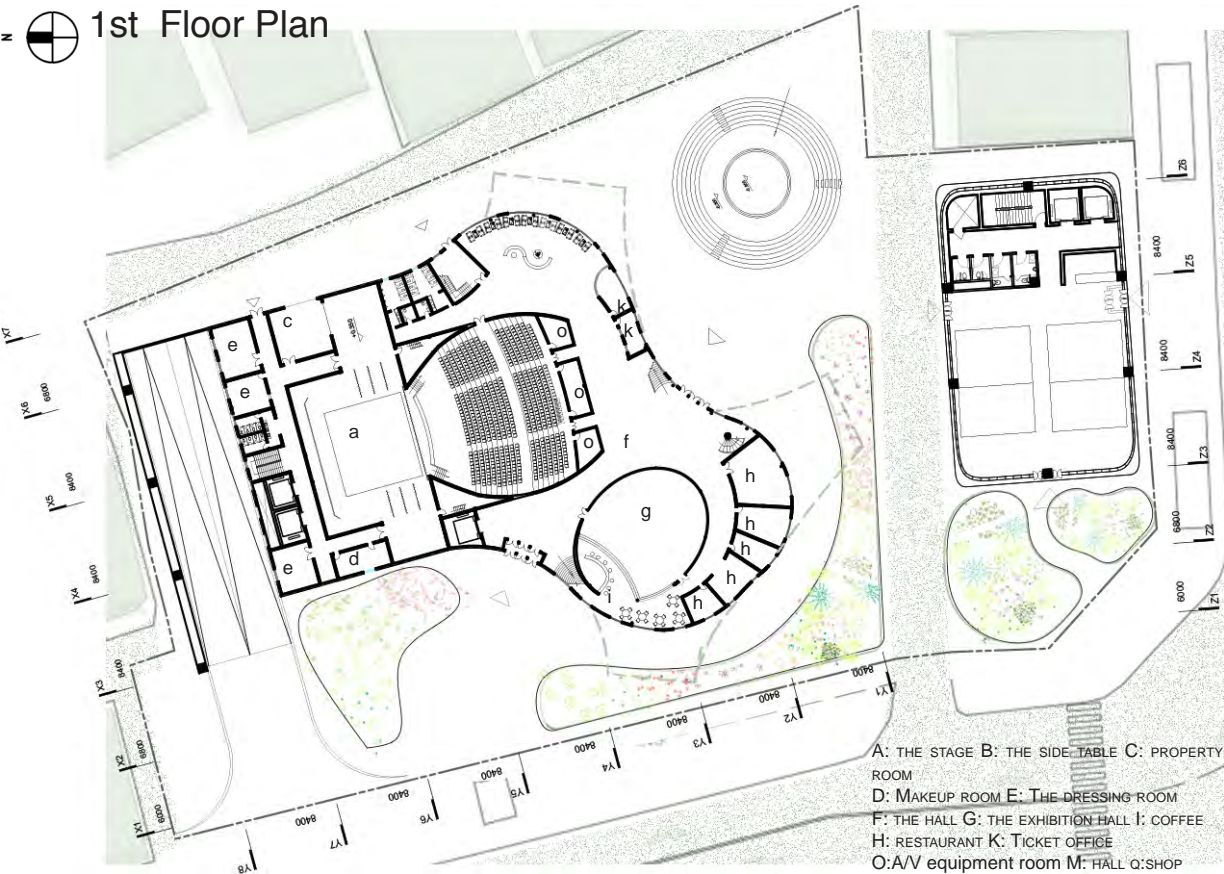 N
1st Floor Plan
X7
X6
6800
X5
8400
X4
8400
X3
8400
X2
6800
X1
6000
Z6
8400
Z5
8400
Z4
8400
Z3
6800
Z2
6000
Z1
c
e
e
a
e
d
k
k
o
o
o
f
g
h
h
h
h
h
i
Y1
8400
Y2
8400
Y3
8400
Y4
8400
Y5
8400
Y6
8400
Y7
8400
Y8
A: THE STAGE B: THE SIDE TABLE C: PROPERTY
ROOM
D: MAKEUP ROOM E: THE DRESSING ROOM
F: THE HALL G: THE EXHIBITION HALL I: COFFEE
H: RESTAURANT K: TICKET OFFICE
O:A/V equipment room M: HALL Q:SHOP